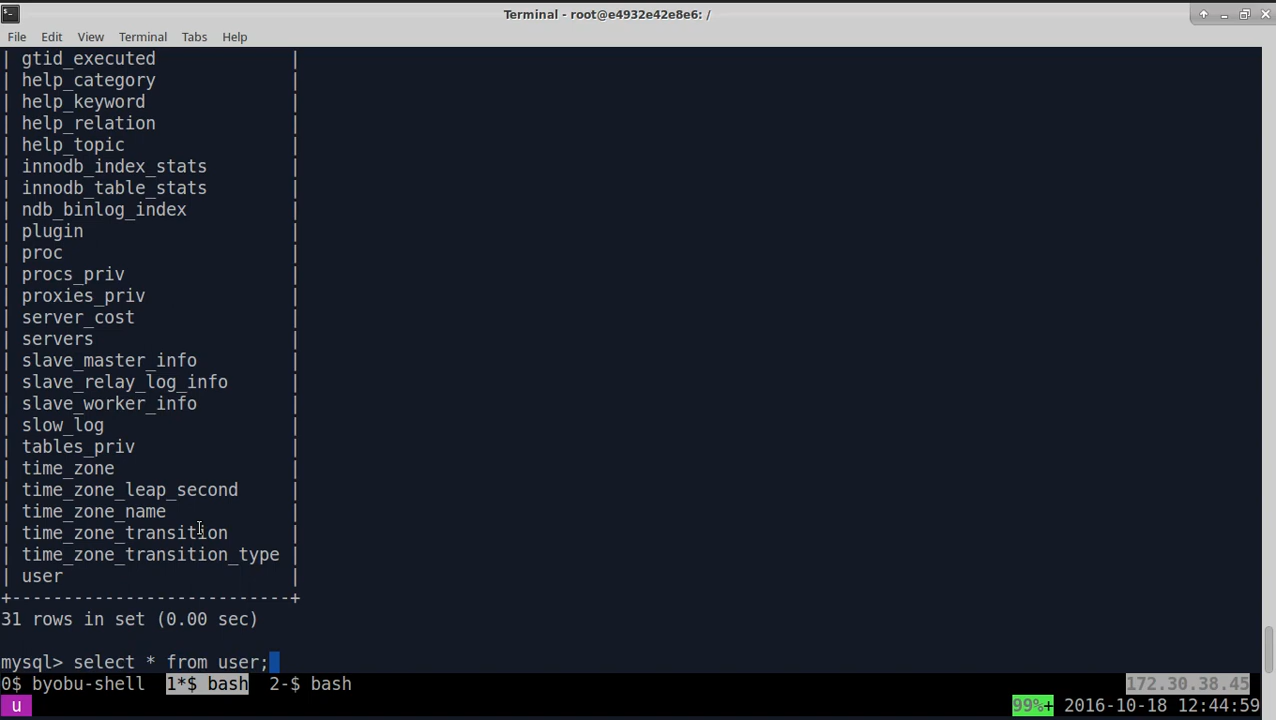 Terminal - root@e4932e42e8e6: /
File Edit View Terminal Tabs Help
| gtid_executed |
| help_category |
| help_keyword |
| help_relation |
| help_topic |
| innodb_index_stats |
| innodb_table_stats |
| ndb_binlog_index |
| plugin |
| proc |
| procs_priv |
| proxies_priv |
| server_cost |
| servers |
| slave_master_info |
| slave_relay_log_info |
| slave_worker_info |
| slow_log |
| tables_priv |
| time_zone |
| time_zone_leap_second |
| time_zone_name |
| time_zone_transition |
| time_zone_transition_type |
| user |
+---------------------------+
31 rows in set (0.00 sec)
mysql> select * from user;
0$ byobu-shell 1*$ bash 2-$ bash 172.30.38.45
u 99%+ 2016-10-18 12:44:59